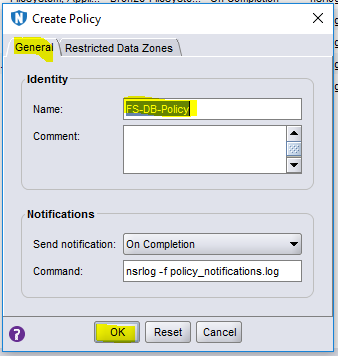 Create Policy
General Restricted Data Zones
Identity
Name: FS-DB-Policy
Comment:
Notifications
Send notification: On Completion
Command: nsrlog -f policy_notifications.log
? OK Reset Cancel